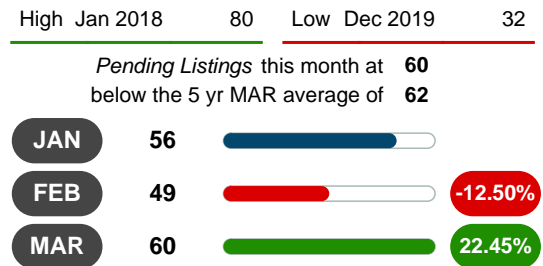 High Jan 2018 80 Low Dec 2019 32
Pending Listings this month at 60
below the 5 yr MAR average of 62
JAN 56
FEB 49 -12.50%
MAR 60 22.45%